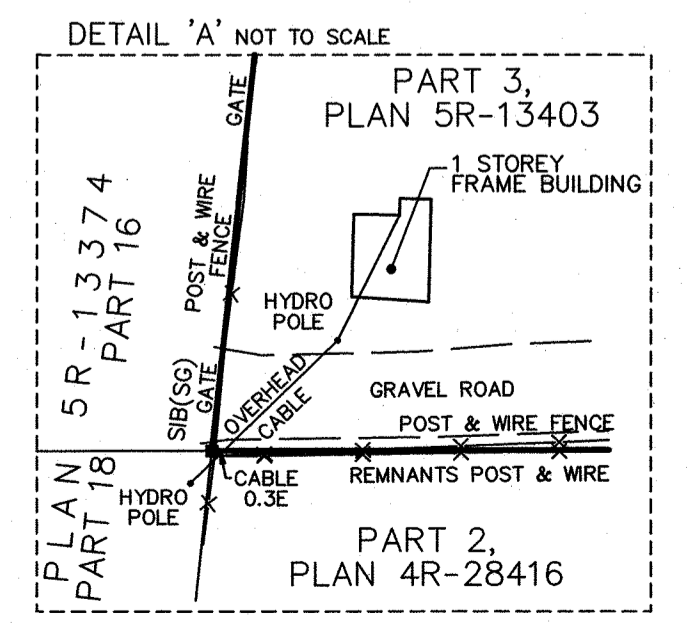 DETAIL 'A' NOT TO SCALE
PART 3,
PLAN 5R-13403
GATE
1 STOREY
FRAME BUILDING
POST & WIRE
FENCE
PLAN 5R-13374
PART 16
HYDRO
POLE
SIB(SG)
GATE
OVERHEAD
CABLE
GRAVEL ROAD
POST & WIRE FENCE
REMNANTS POST & WIRE
CABLE
0.3E
HYDRO
POLE
PART 18
PART 2,
PLAN 4R-28416